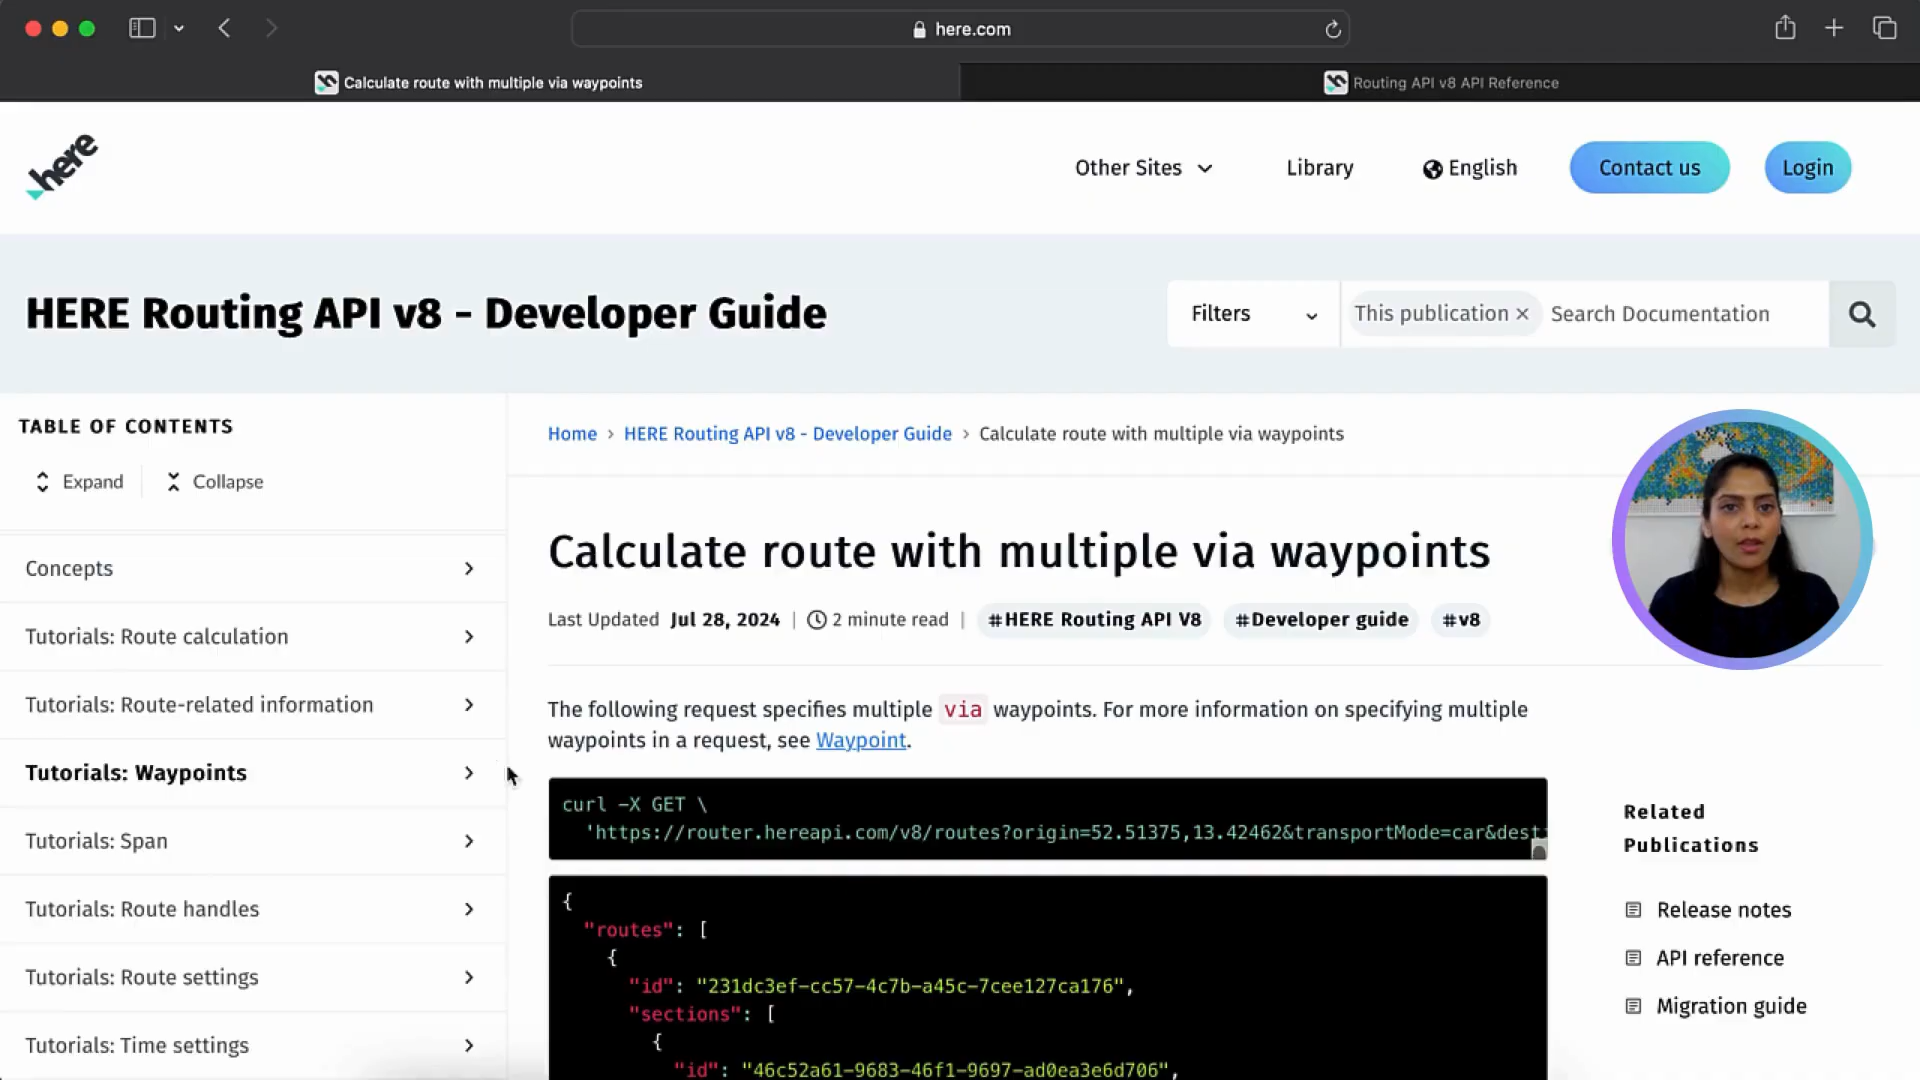 here.com
Calculate route with multiple via waypoints
Routing API v8 API Reference
here
Other Sites
Library
English
Contact us
Login
HERE Routing API v8 - Developer Guide
Filters
This publication ×
Search Documentation
TABLE OF CONTENTS
Expand
Collapse
Concepts
Tutorials: Route calculation
Tutorials: Route-related information
Tutorials: Waypoints
Tutorials: Span
Tutorials: Route handles
Tutorials: Route settings
Tutorials: Time settings
Home › HERE Routing API v8 - Developer Guide › Calculate route with multiple via waypoints
Calculate route with multiple via waypoints
Last Updated Jul 28, 2024 | 2 minute read | #HERE Routing API V8 #Developer guide #v8
The following request specifies multiple via waypoints. For more information on specifying multiple
waypoints in a request, see Waypoint.
curl -X GET \
'https://router.hereapi.com/v8/routes?origin=52.51375,13.42462&transportMode=car&dest
{
"routes": [
{
"id": "231dc3ef-cc57-4c7b-a45c-7cee127ca176",
"sections": [
{
"id": "46c52a61-9683-46f1-9697-ad0ea3e6d706",
Related
Publications
Release notes
API reference
Migration guide